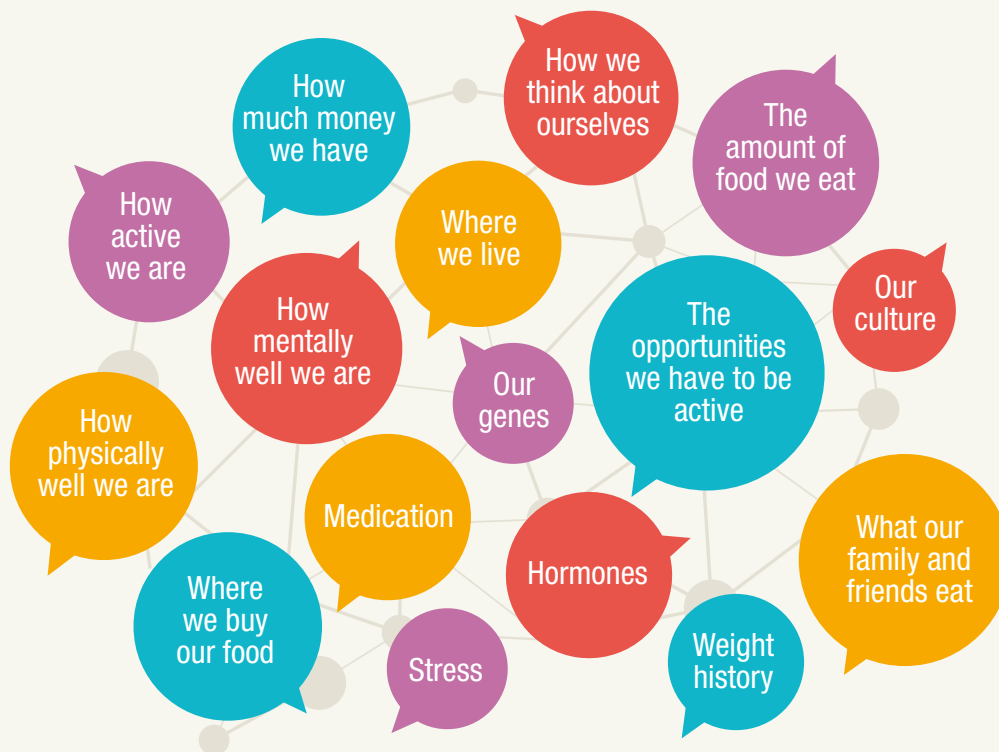 How we
think about
ourselves
How
much money
we have
The
amount of
food we eat
How
active
we are
Where
we live
Our
culture
How
mentally
well we are
The
opportunities
we have to be
active
Our
genes
How
physically
well we are
Medication
What our
family and
friends eat
Hormones
Where
we buy
our food
Stress
Weight
history